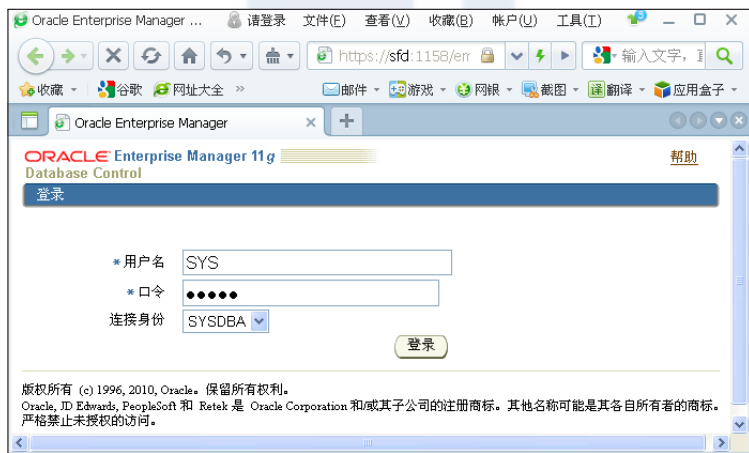 Oracle Enterprise Manager ... 请登录 文件(F) 查看(V) 收藏(B) 帐户(U) 工具(T)
https://sfd:1158/em 输入文字，
收藏 谷歌 网址大全 » 邮件 游戏 网银 截图 译 翻译 应用盒子
Oracle Enterprise Manager × +
ORACLE Enterprise Manager 11g 帮助
Database Control
登录
* 用户名 SYS
* 口令 ●●●●●
连接身份 SYSDBA
登录
版权所有 (c) 1996, 2010, Oracle。保留所有权利。
Oracle, JD Edwards, PeopleSoft 和 Retek 是 Oracle Corporation 和/或其子公司的注册商标。其他名称可能是其各自所有者的商标。
严格禁止未授权的访问。